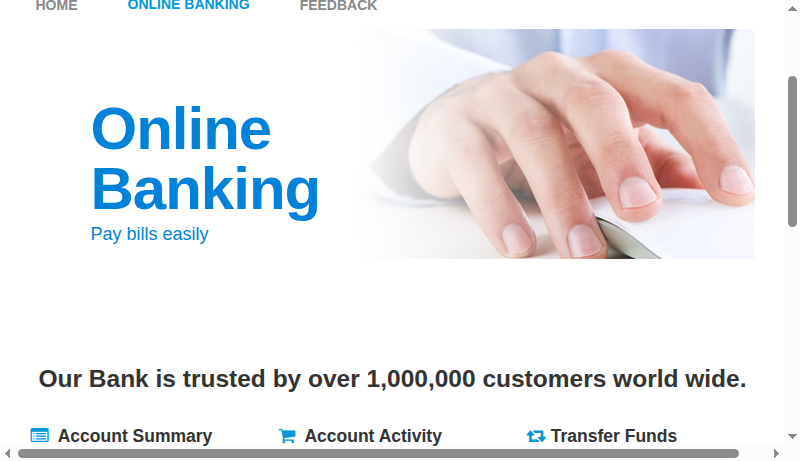 HOME ONLINE BANKING FEEDBACK
Online
Banking
Pay bills easily
Our Bank is trusted by over 1,000,000 customers world wide.
Account Summary Account Activity Transfer Funds